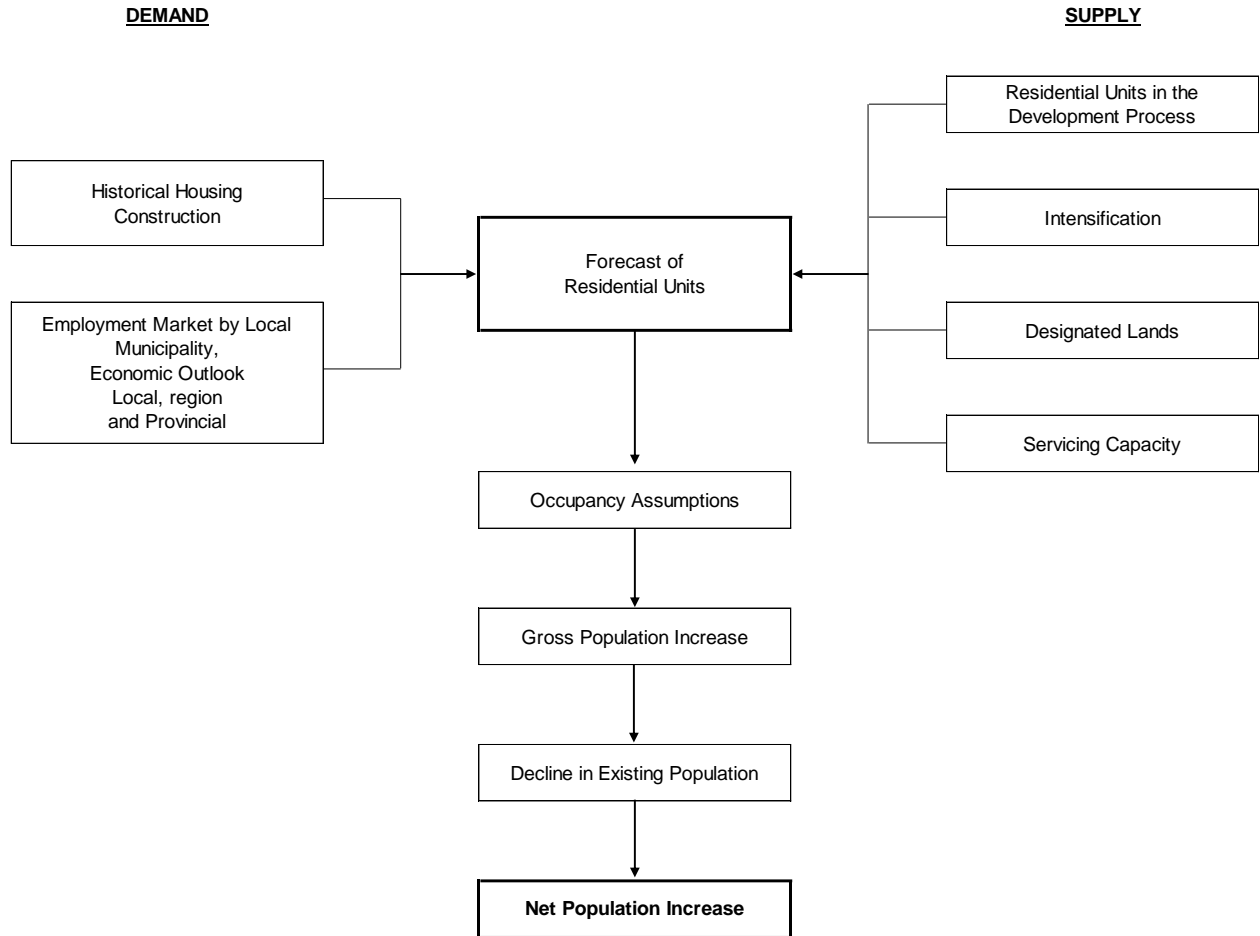 DEMAND
SUPPLY
Residential Units in the
Development Process
Historical Housing
Construction
Intensification
Forecast of
Residential Units
Employment Market by Local
Municipality,
Economic Outlook
Local, region
and Provincial
Designated Lands
Servicing Capacity
Occupancy Assumptions
Gross Population Increase
Decline in Existing Population
Net Population Increase